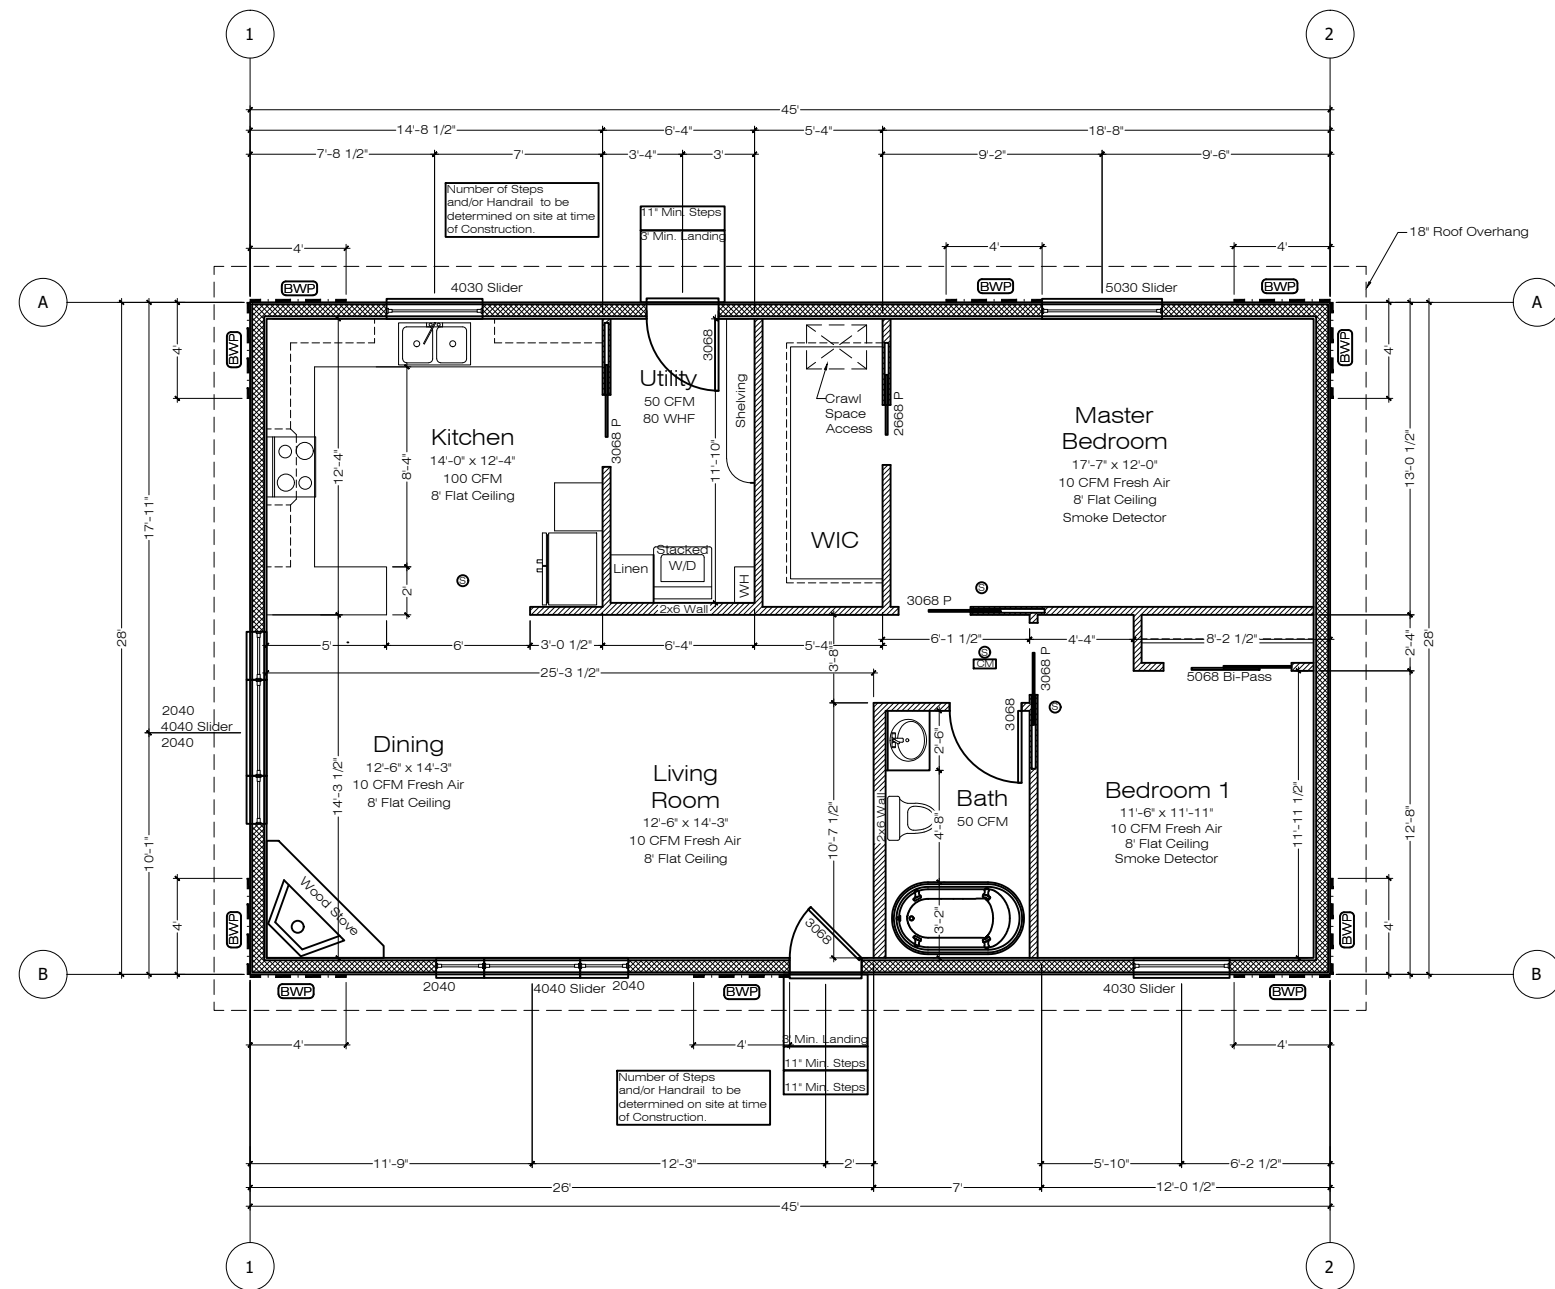 1
2
45'
14'-8 1/2"
6'-4"
5'-4"
18'-8"
7'-8 1/2"
7'
3'-4"
3'
9'-2"
9'-6"
Number of Steps
and/or Handrail to be
determined on site at time
of Construction.
11" Min. Steps
3' Min. Landing
4'
4'
4'
18" Roof Overhang
A
BWP
4030 Slider
BWP
5030 Slider
BWP
A
BWP
4'
BWP
4'
3068
Utility
50 CFM
80 WHF
Shelving
Crawl
Space
Access
2668 P
Master
Bedroom
17'-7" x 12'-0"
10 CFM Fresh Air
8' Flat Ceiling
Smoke Detector
Kitchen
14'-0" x 12'-4"
100 CFM
8' Flat Ceiling
3068 P
12'-4"
8'-4"
11'-10"
13'-0 1/2"
17'-11"
WIC
Stacked
W/D
Linen
WH
2x6 Wall
S
S
2'
3068 P
28'
28'
5'
6'
3'-0 1/2"
6'-4"
5'-4"
6'-1 1/2"
4'-4"
8'-2 1/2"
2'-4"
3'-8"
S
CM
3068 P
25'-3 1/2"
5068 Bi-Pass
2040
4040 Slider
2040
3068
S
Dining
12'-6" x 14'-3"
10 CFM Fresh Air
8' Flat Ceiling
14'-3 1/2"
Living
Room
12'-6" x 14'-3"
10 CFM Fresh Air
8' Flat Ceiling
2'-6"
2x6 Wall
4'-8"
Bath
50 CFM
3'-2"
10'-7 1/2"
Bedroom 1
11'-6" x 11'-11"
10 CFM Fresh Air
8' Flat Ceiling
Smoke Detector
11'-11 1/2"
12'-8"
10'-1"
Wood Stove
3068
4'
BWP
BWP
4'
B
B
BWP
2040
4040 Slider
2040
BWP
4030 Slider
BWP
4'
4'
4'
3' Min. Landing
11" Min. Steps
11" Min. Steps
Number of Steps
and/or Handrail to be
determined on site at time
of Construction.
11'-9"
12'-3"
2'
5'-10"
6'-2 1/2"
26'
7'
12'-0 1/2"
45'
1
2